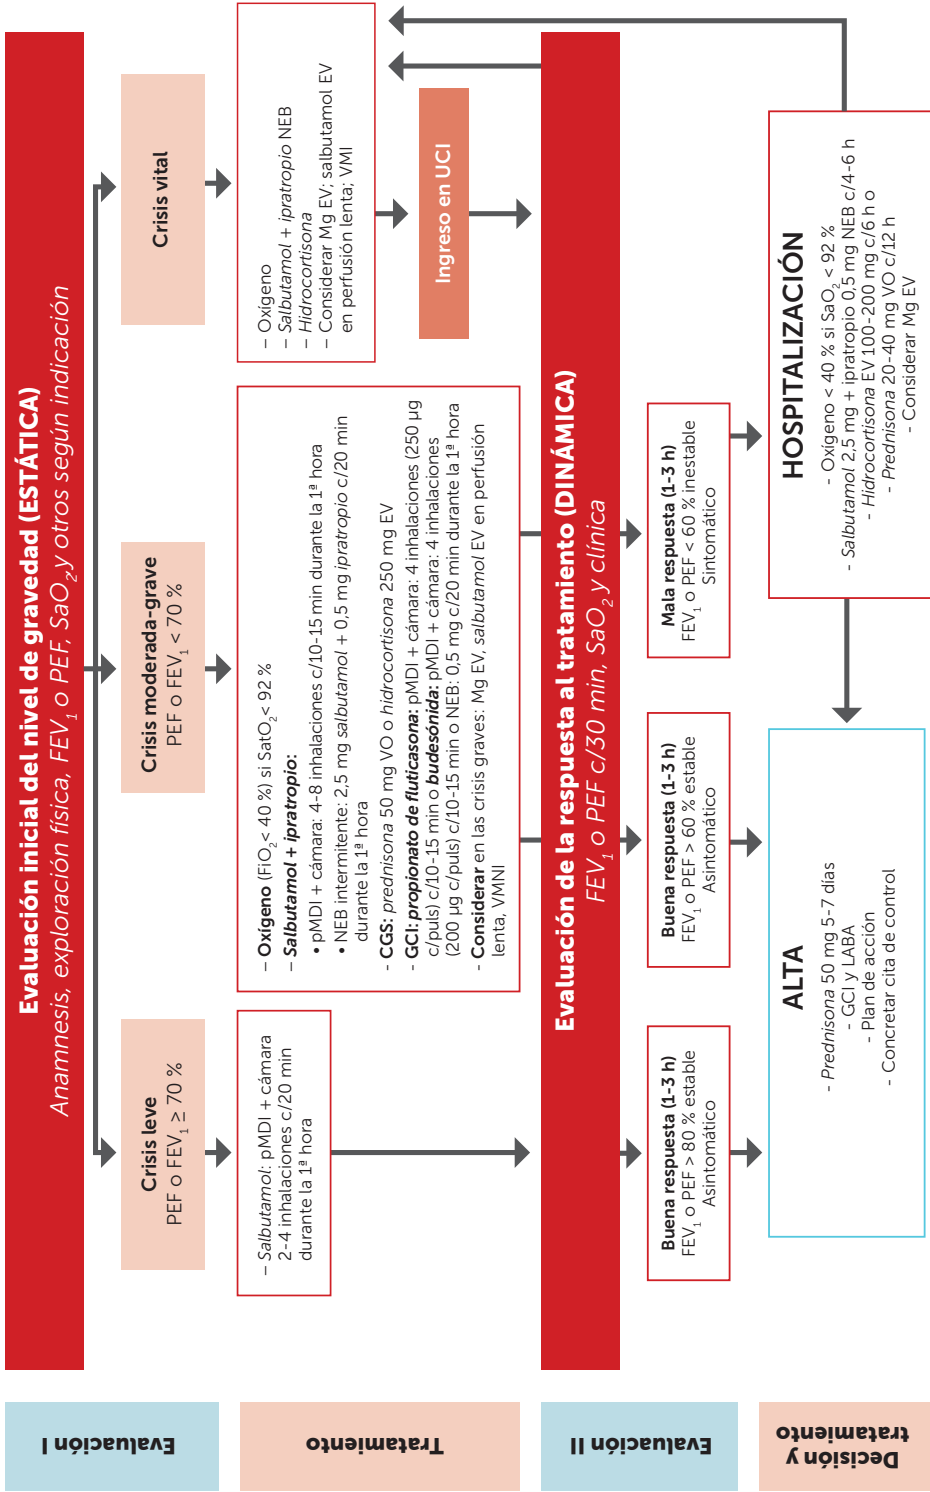 Evaluación I
Evaluación inicial del nivel de gravedad (ESTÁTICA)
Anamnesis, exploración física, FEV₁ o PEF, SaO₂ y otros según indicación
Crisis leve
PEF o FEV₁ ≥ 70 %
Crisis moderada-grave
PEF o FEV₁ < 70 %
Crisis vital
Tratamiento
– Salbutamol: pMDI + cámara
2-4 inhalaciones c/20 min
durante la 1ª hora
– Oxígeno (FiO₂ < 40 %) si SatO₂ < 92 %
– Salbutamol + ipratropio:
• pMDI + cámara: 4-8 inhalaciones c/10-15 min durante la 1ª hora
• NEB intermitente: 2,5 mg salbutamol + 0,5 mg ipratropio c/20 min
durante la 1ª hora
- CGS: prednisona 50 mg VO o hidrocortisona 250 mg EV
- GCI: propionato de fluticasona: pMDI + cámara: 4 inhalaciones (250 µg
c/puls) c/10-15 min o budesónida: pMDI + cámara: 4 inhalaciones
(200 µg c/puls) c/10-15 min o NEB: 0,5 mg c/20 min durante la 1ª hora
- Considerar en las crisis graves: Mg EV, salbutamol EV en perfusión
lenta, VMNI
– Oxígeno
– Salbutamol + ipratropio NEB
– Hidrocortisona
– Considerar Mg EV; salbutamol EV
en perfusión lenta; VMI
Ingreso en UCI
Evaluación II
Evaluación de la respuesta al tratamiento (DINÁMICA)
FEV₁ o PEF c/30 min, SaO₂ y clínica
Buena respuesta (1-3 h)
FEV₁ o PEF > 80 % estable
Asintomático
Buena respuesta (1-3 h)
FEV₁ o PEF > 60 % estable
Asintomático
Mala respuesta (1-3 h)
FEV₁ o PEF < 60 % inestable
Sintomático
Decisión y
tratamiento
ALTA
- Prednisona 50 mg 5-7 días
- GCI y LABA
- Plan de acción
- Concretar cita de control
HOSPITALIZACIÓN
- Oxígeno < 40 % si SaO₂ < 92 %
- Salbutamol 2,5 mg + ipratropio 0,5 mg NEB c/4-6 h
- Hidrocortisona EV 100-200 mg c/6 h o
- Prednisona 20-40 mg VO c/12 h
- Considerar Mg EV